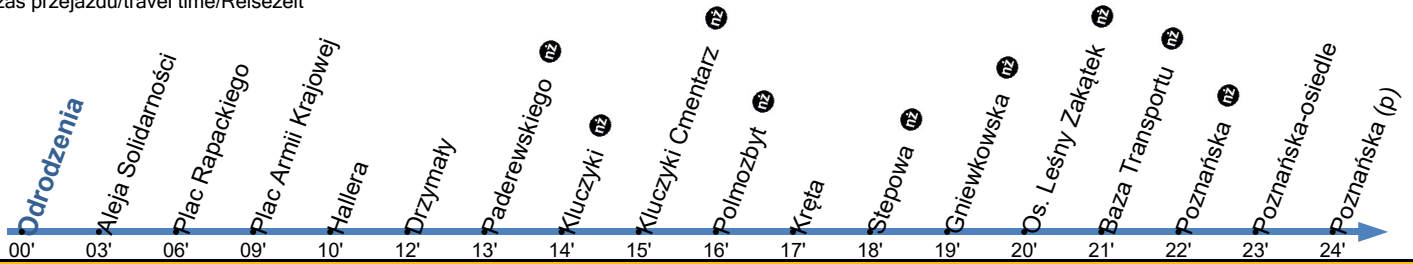 zas przejazdu/travel time/Reisezeit
Odrodzenia
Aleja Solidarności
Plac Rapackiego
Plac Armii Krajowej
Hallera
Drzymały
Paderewskiego nż
Kluczyki nż
Kluczyki Cmentarz nż
Polmozbyt nż
Kręta
Stepowa nż
Gniewkowska nż
Os. Leśny Zakątek nż
Baza Transportu nż
Poznańska nż
Poznańska-osiedle
Poznańska (p)
00' 03' 06' 09' 10' 12' 13' 14' 15' 16' 17' 18' 19' 20' 21' 22' 23' 24'